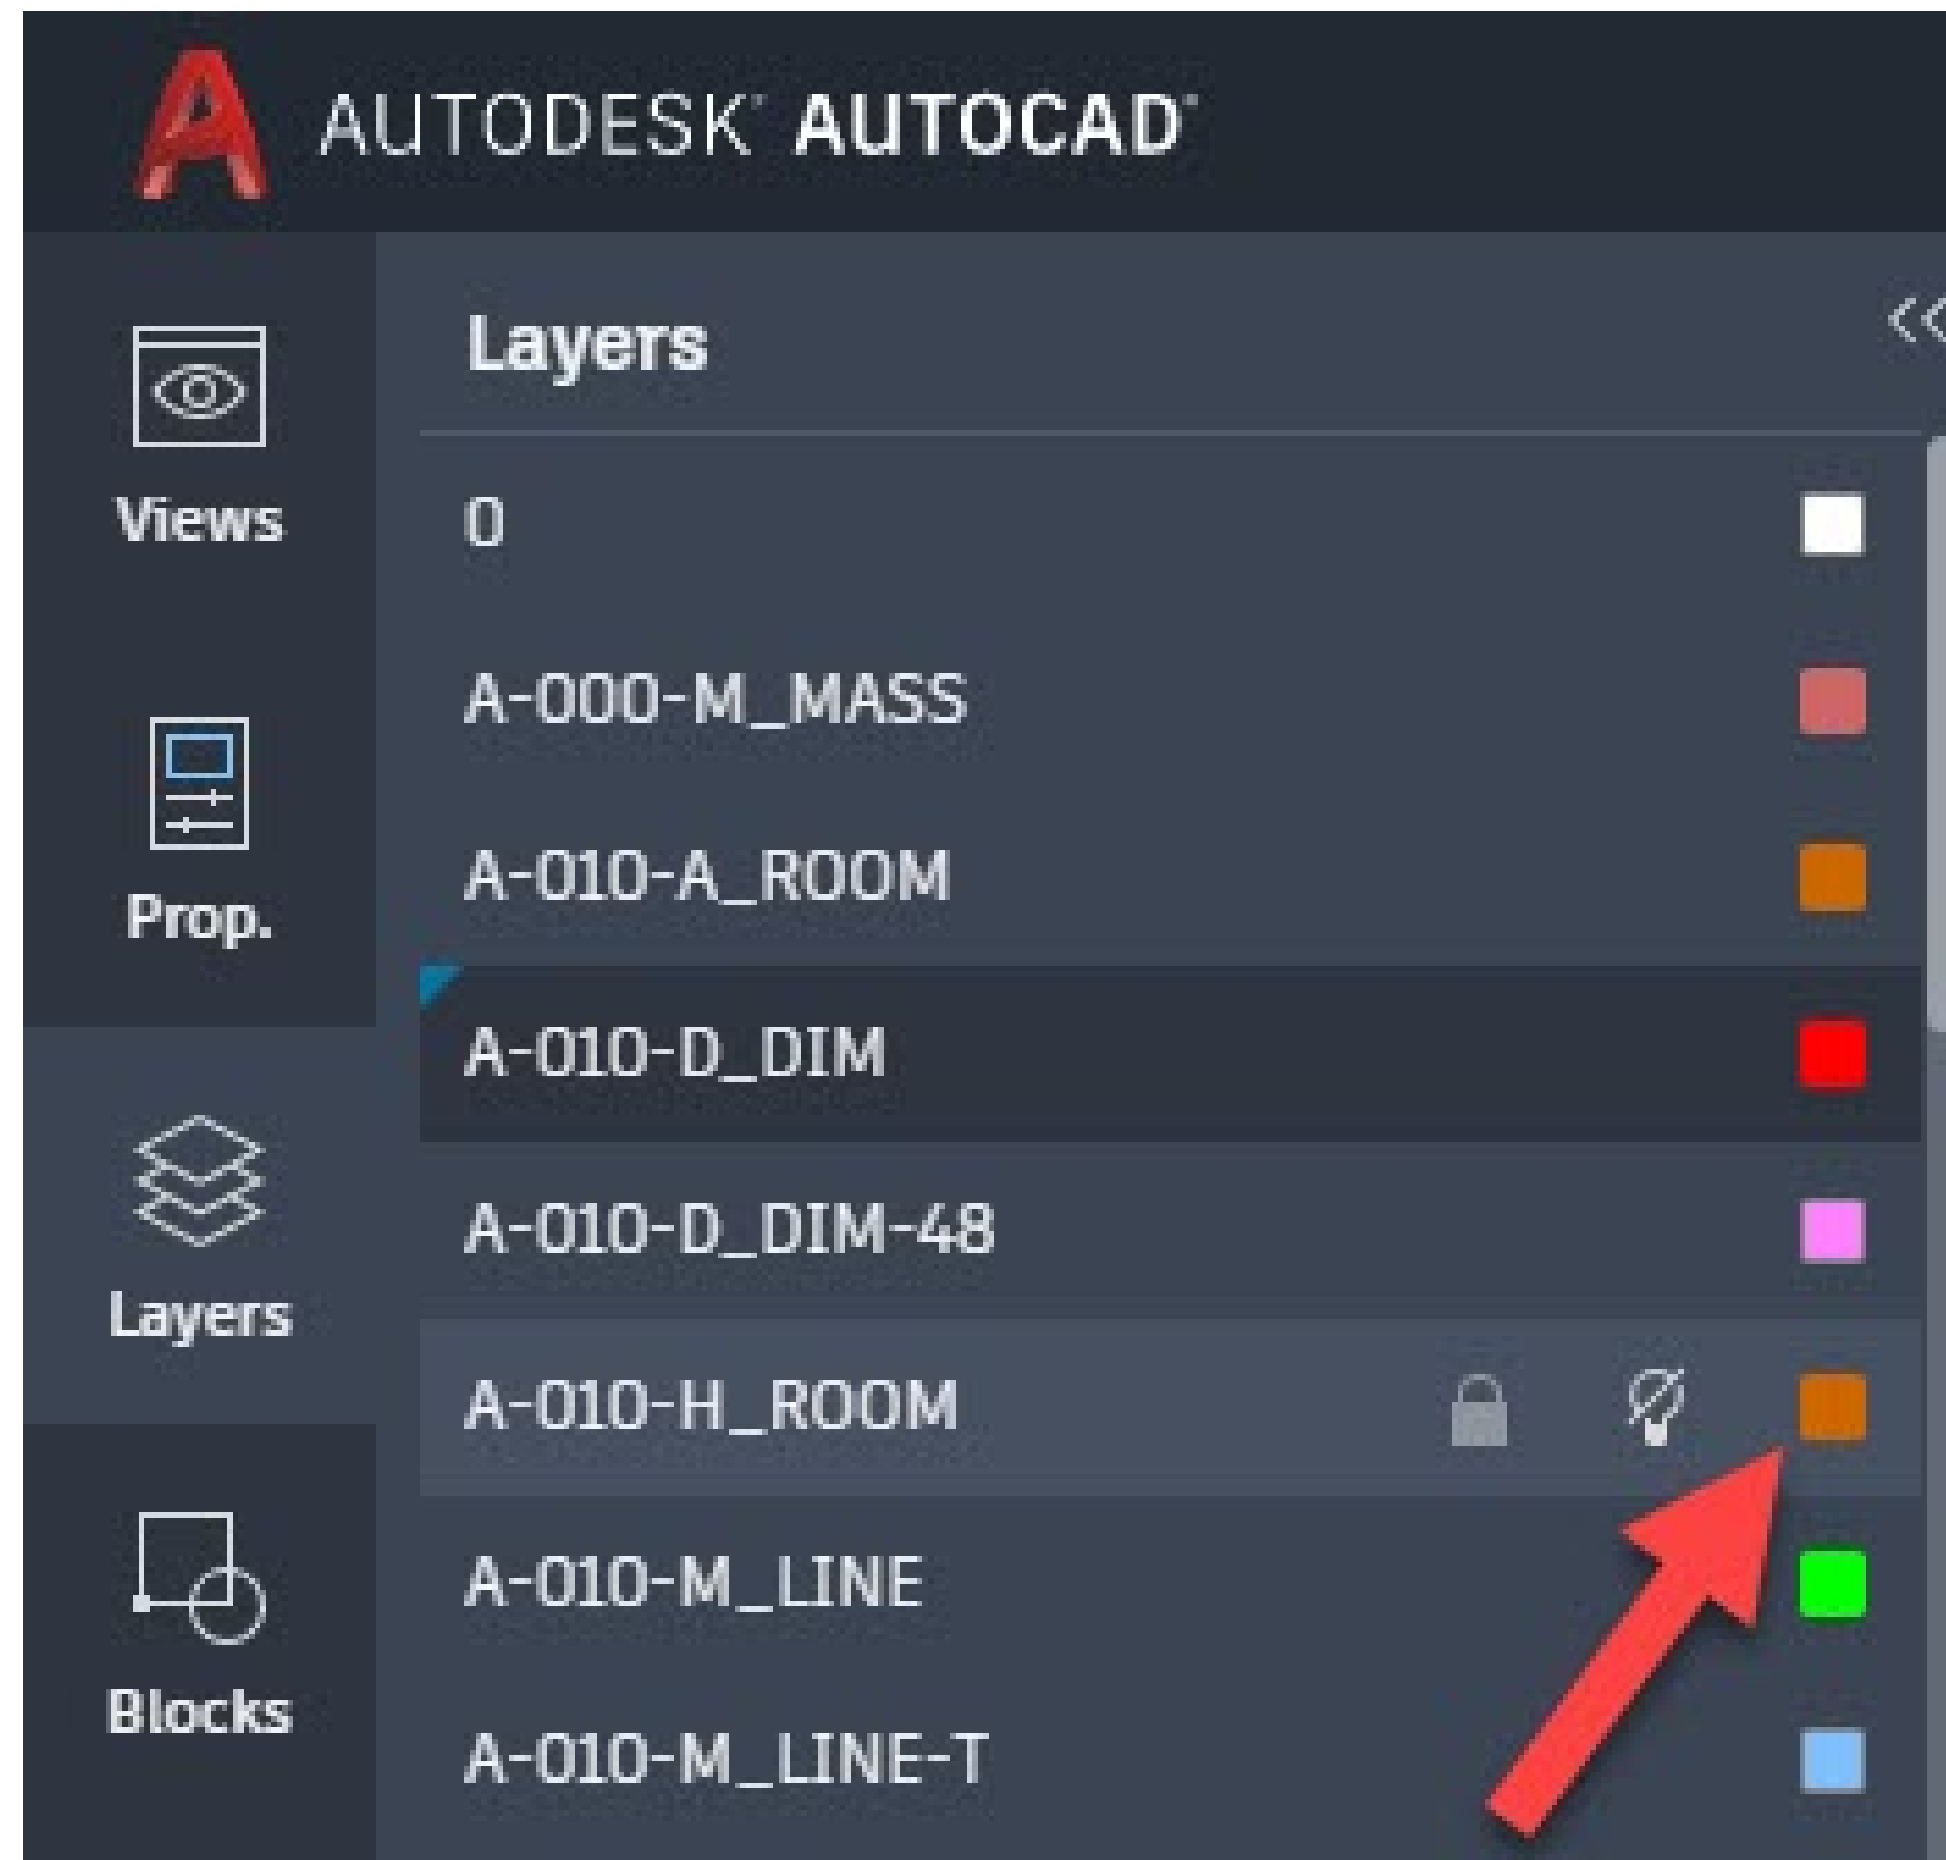 AUTODESK® AUTOCAD®
Layers
Views
0
A-000-M_MASS
A-010-A_ROOM
Prop.
A-010-D_DIM
A-010-D_DIM-48
Layers
A-010-H_ROOM
A-010-M_LINE
Blocks
A-010-M_LINE-T